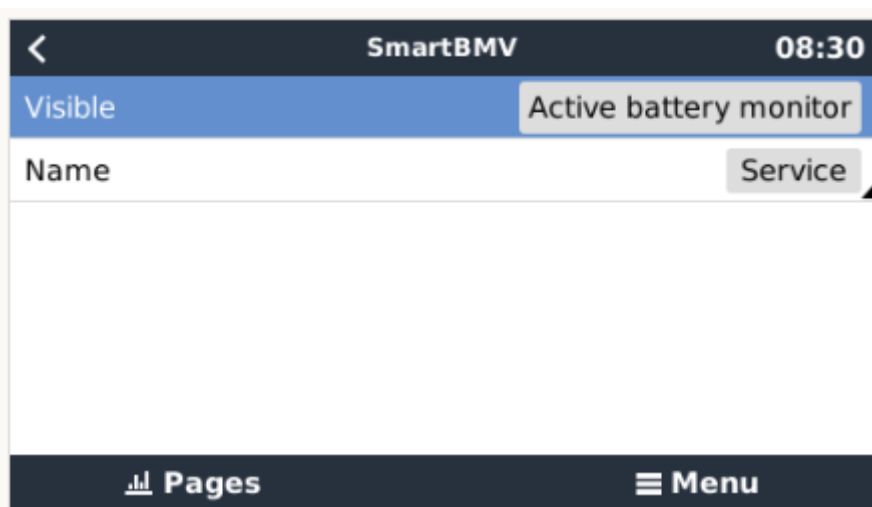 SmartBMV 08:30
Visible Active battery monitor
Name Service
Pages Menu